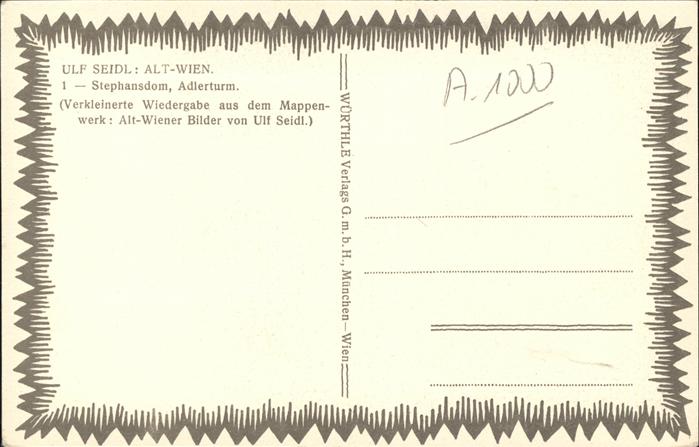 ULF SEIDL: ALT-WIEN.
1 — Stephansdom, Adlerturm.
(Verkleinerte Wiedergabe aus dem Mappen-
werk: Alt-Wiener Bilder von Ulf Seidl.)
WÜRTHLE Verlags G. m. b. H., München—Wien
A. 1000